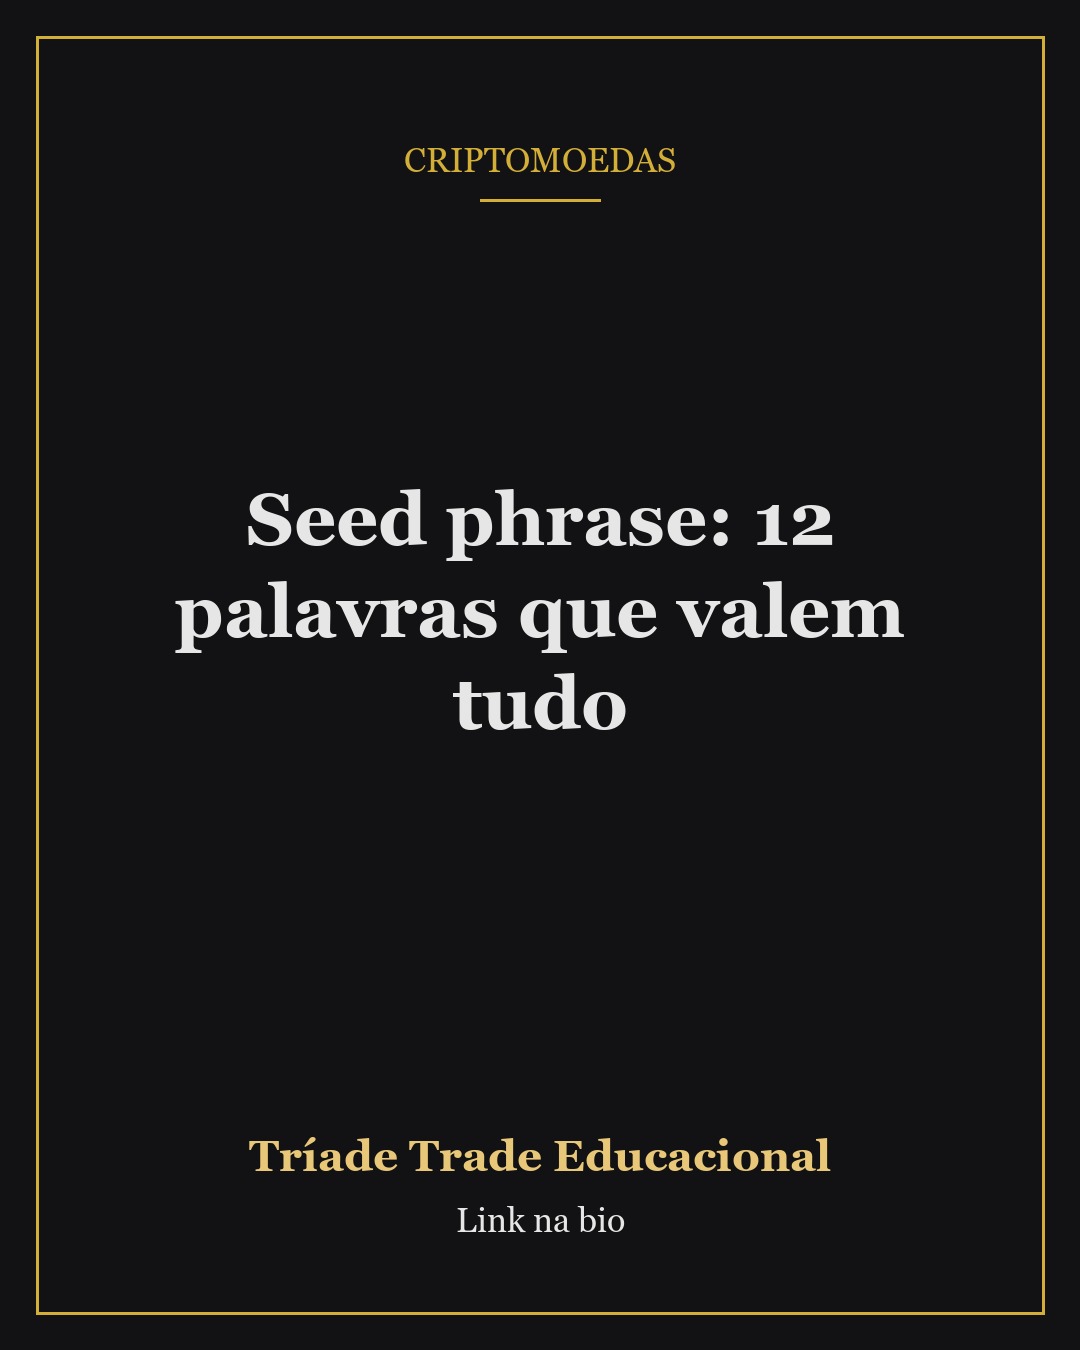 CRIPTOMOEDAS
Seed phrase: 12
palavras que valem
tudo
Tríade Trade Educacional
Link na bio